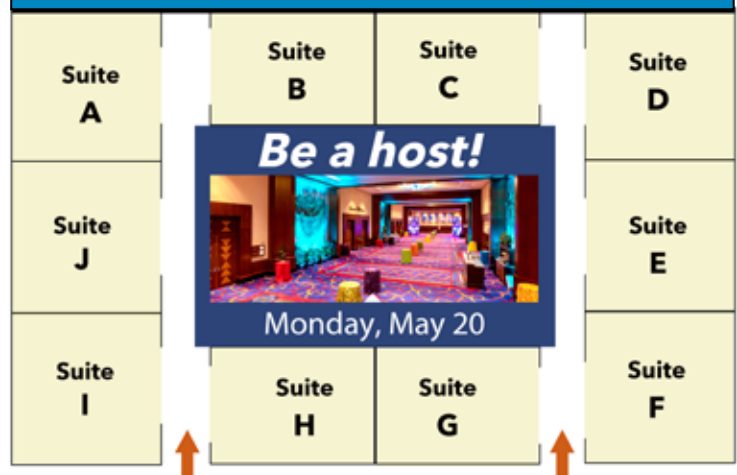 Suite
A
Suite
B
Suite
C
Suite
D
Be a host!
Suite
J
Suite
E
Monday, May 20
Suite
I
Suite
H
Suite
G
Suite
F